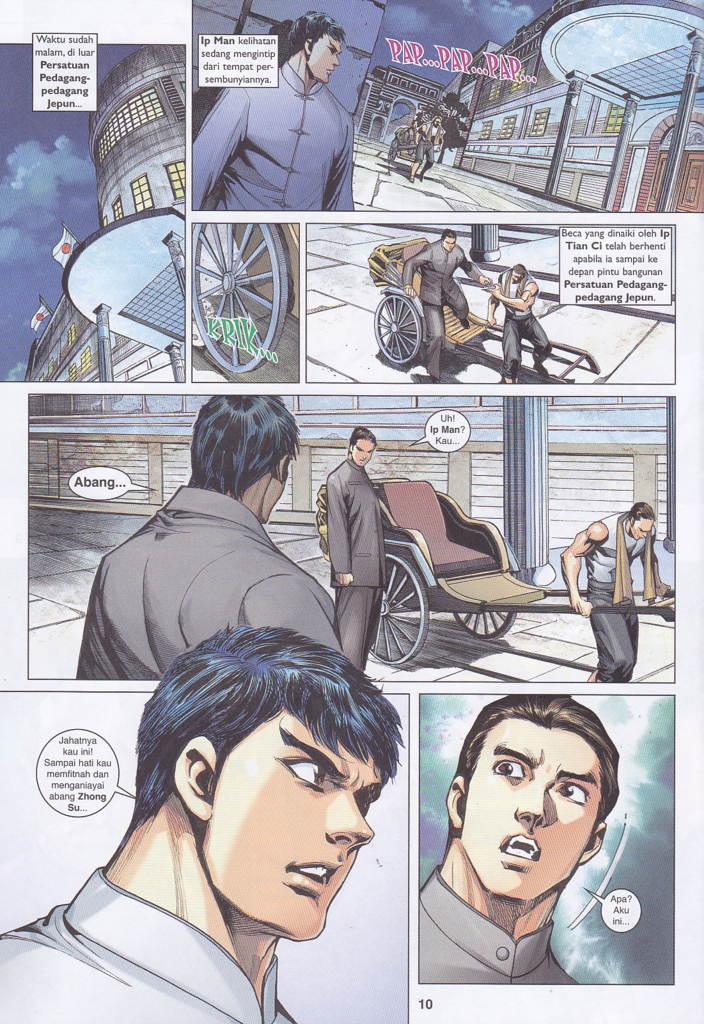 Waktu sudah
malam, di luar
Persatuan
Pedagang-
pedagang
Jepun...
Ip Man kelihatan
sedang mengintip
dari tempat per-
sembunyiannya.
PAP...PAP...PAP...
KRIK...
Beca yang dinaiki oleh Ip
Tian Ci telah berhenti
apabila ia sampai ke
depan pintu bangunan
Persatuan Pedagang-
pedagang Jepun.
Abang...
Uh!
Ip Man?
Kau...
Jahatnya
kau ini!
Sampai hati kau
memfitnah dan
menganiayai
abang Zhong
Su...
Apa?
Aku
ini...
10